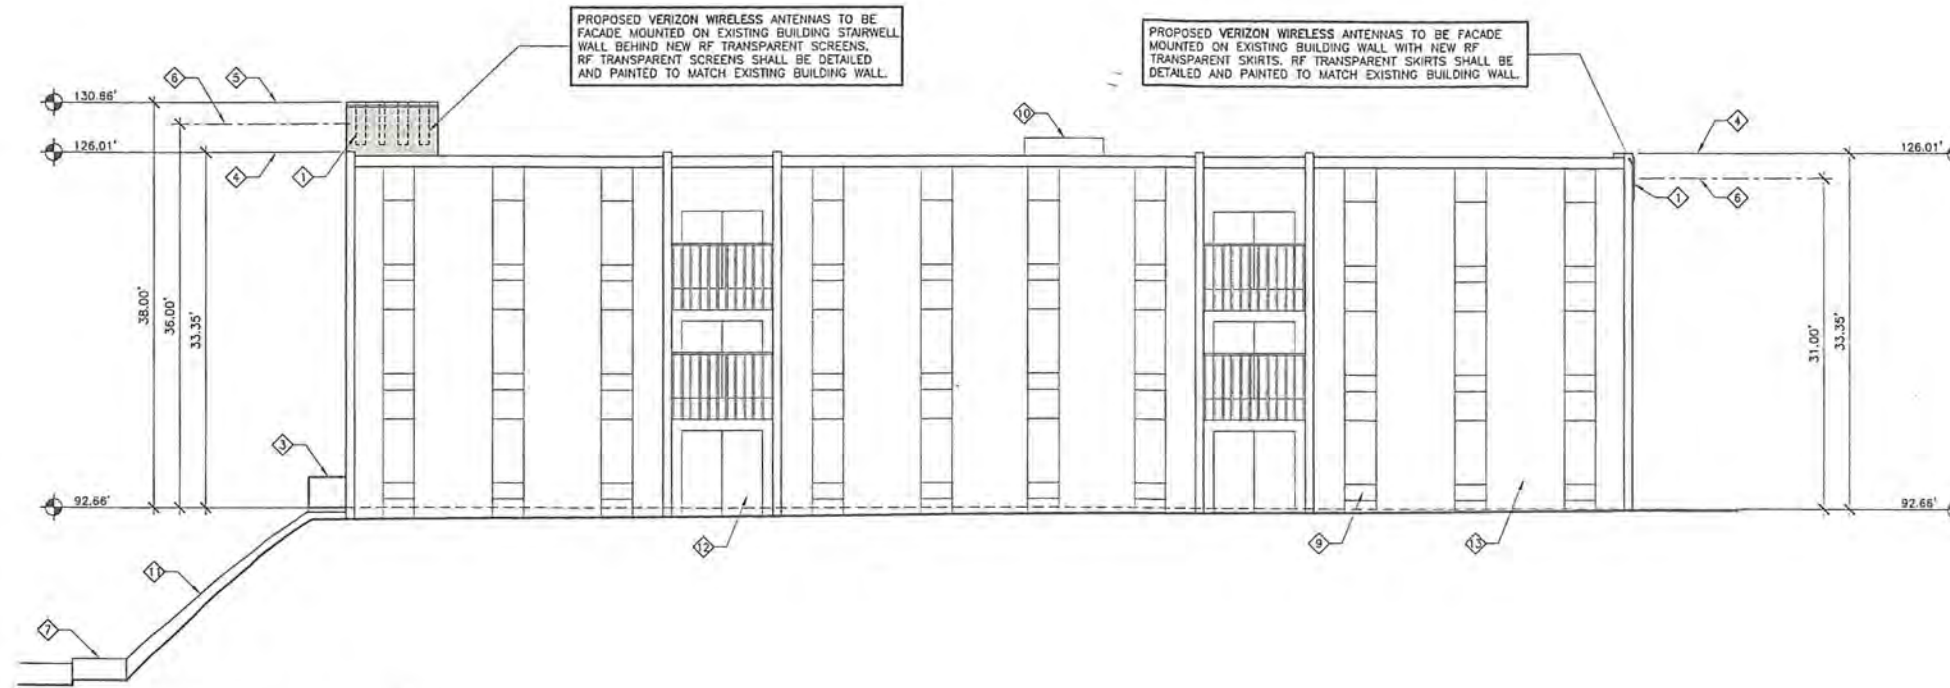 PROPOSED VERIZON WIRELESS ANTENNAS TO BE
FACADE MOUNTED ON EXISTING BUILDING STAIRWELL
WALL BEHIND NEW RF TRANSPARENT SCREENS.
RF TRANSPARENT SCREENS SHALL BE DETAILED
AND PAINTED TO MATCH EXISTING BUILDING WALL.
PROPOSED VERIZON WIRELESS ANTENNAS TO BE FACADE
MOUNTED ON EXISTING BUILDING WALL WITH NEW RF
TRANSPARENT SKIRTS. RF TRANSPARENT SKIRTS SHALL BE
DETAILED AND PAINTED TO MATCH EXISTING BUILDING WALL.
6
5
130.86'
10
4
126.01'
126.01'
4
1
1
6
38.00'
36.00'
33.35'
31.00'
33.35'
3
92.66'
92.66'
12
9
13
11
7